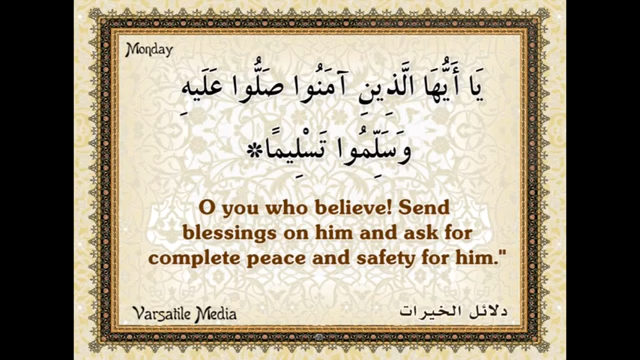 Monday
يَا أَيُّهَا الَّذِينِ آمَنُوا صَلُّوا عَلَيهِ
وَسَلِّمُوا تَسْلِيمًا*
O you who believe! Send
blessings on him and ask for
complete peace and safety for him."
Varsatile Media
دلائل الخيرات